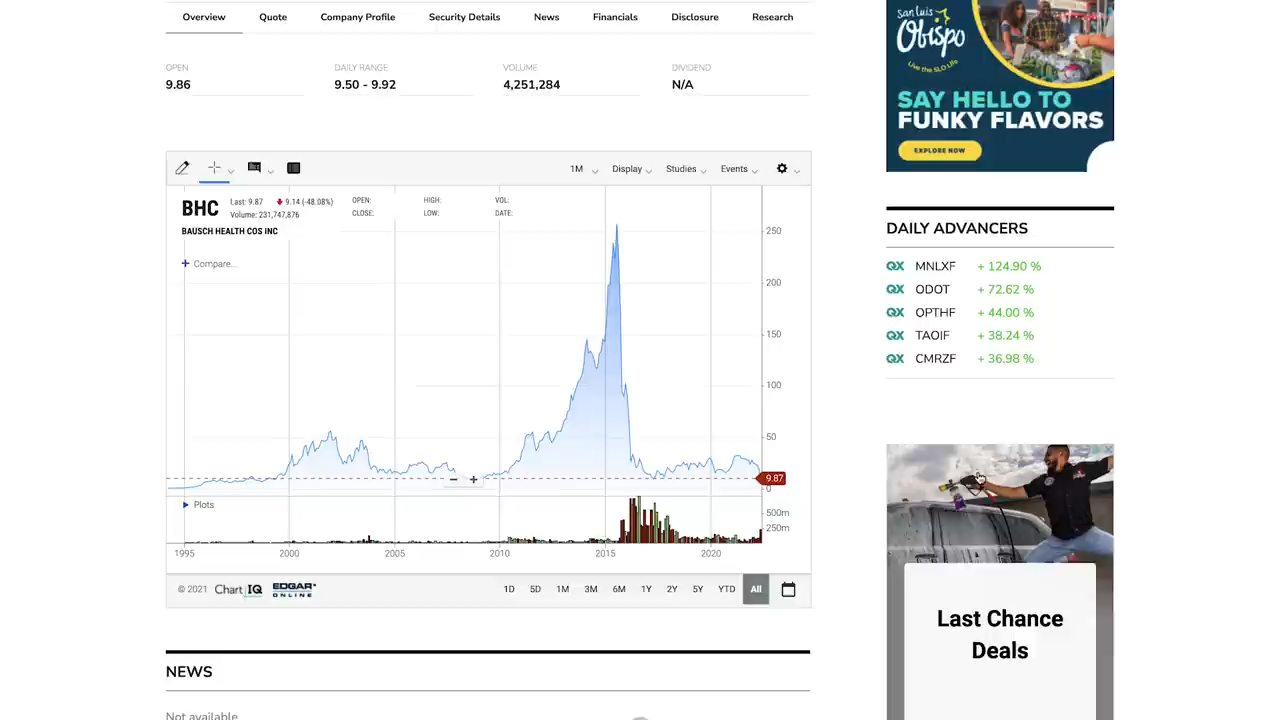 Overview Quote Company Profile Security Details News Financials Disclosure Research
OPEN DAILY RANGE VOLUME DIVIDEND
9.86 9.50 - 9.92 4,251,284 N/A
1M Display Studies Events
BHC Last: 9.87 9.14 (-48.08%) OPEN: HIGH: VOL:
Volume: 231,747,876 CLOSE: LOW: DATE:
BAUSCH HEALTH COS INC
+ Compare...
250
200
150
100
50
9.87
0
Plots
500m
250m
1995 2000 2005 2010 2015 2020
© 2021 ChartIQ EDGAR ONLINE 1D 5D 1M 3M 6M 1Y 2Y 5Y YTD All
NEWS
Not available
San Luis
Obispo
Live the SLO Life
SAY HELLO TO
FUNKY FLAVORS
EXPLORE NOW
DAILY ADVANCERS
QX MNLXF + 124.90 %
QX ODOT + 72.62 %
QX OPTHF + 44.00 %
QX TAOIF + 38.24 %
QX CMRZF + 36.98 %
Last Chance
Deals